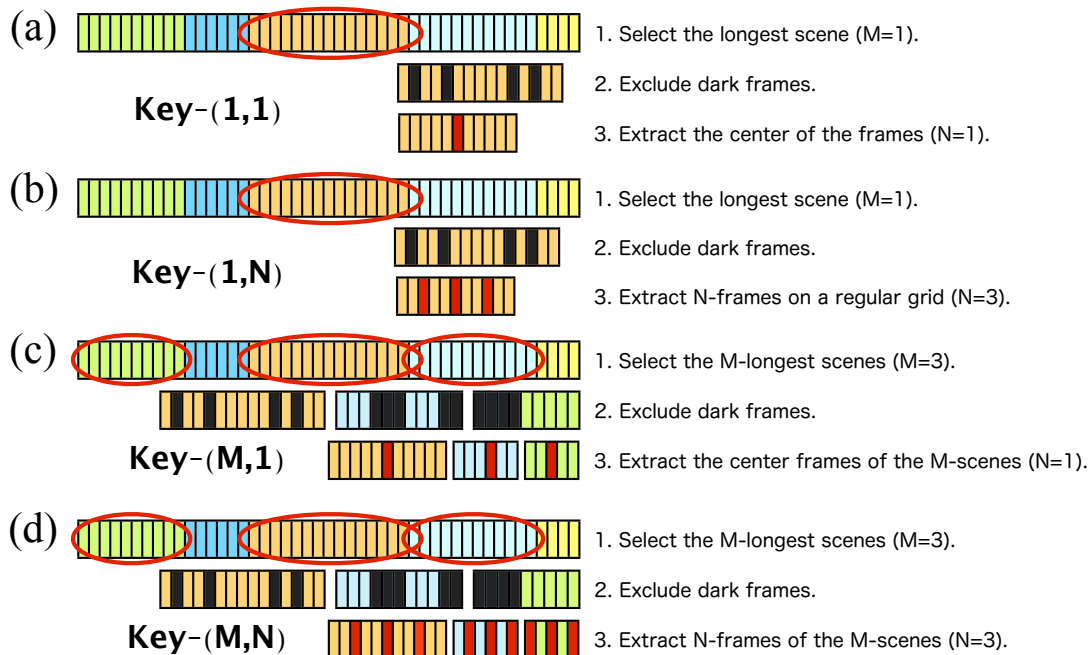 (a)
1. Select the longest scene (M=1).
2. Exclude dark frames.
Key-(1,1)
3. Extract the center of the frames (N=1).
(b)
1. Select the longest scene (M=1).
2. Exclude dark frames.
Key-(1,N)
3. Extract N-frames on a regular grid (N=3).
(c)
1. Select the M-longest scenes (M=3).
2. Exclude dark frames.
Key-(M,1)
3. Extract the center frames of the M-scenes (N=1).
(d)
1. Select the M-longest scenes (M=3).
2. Exclude dark frames.
Key-(M,N)
3. Extract N-frames of the M-scenes (N=3).